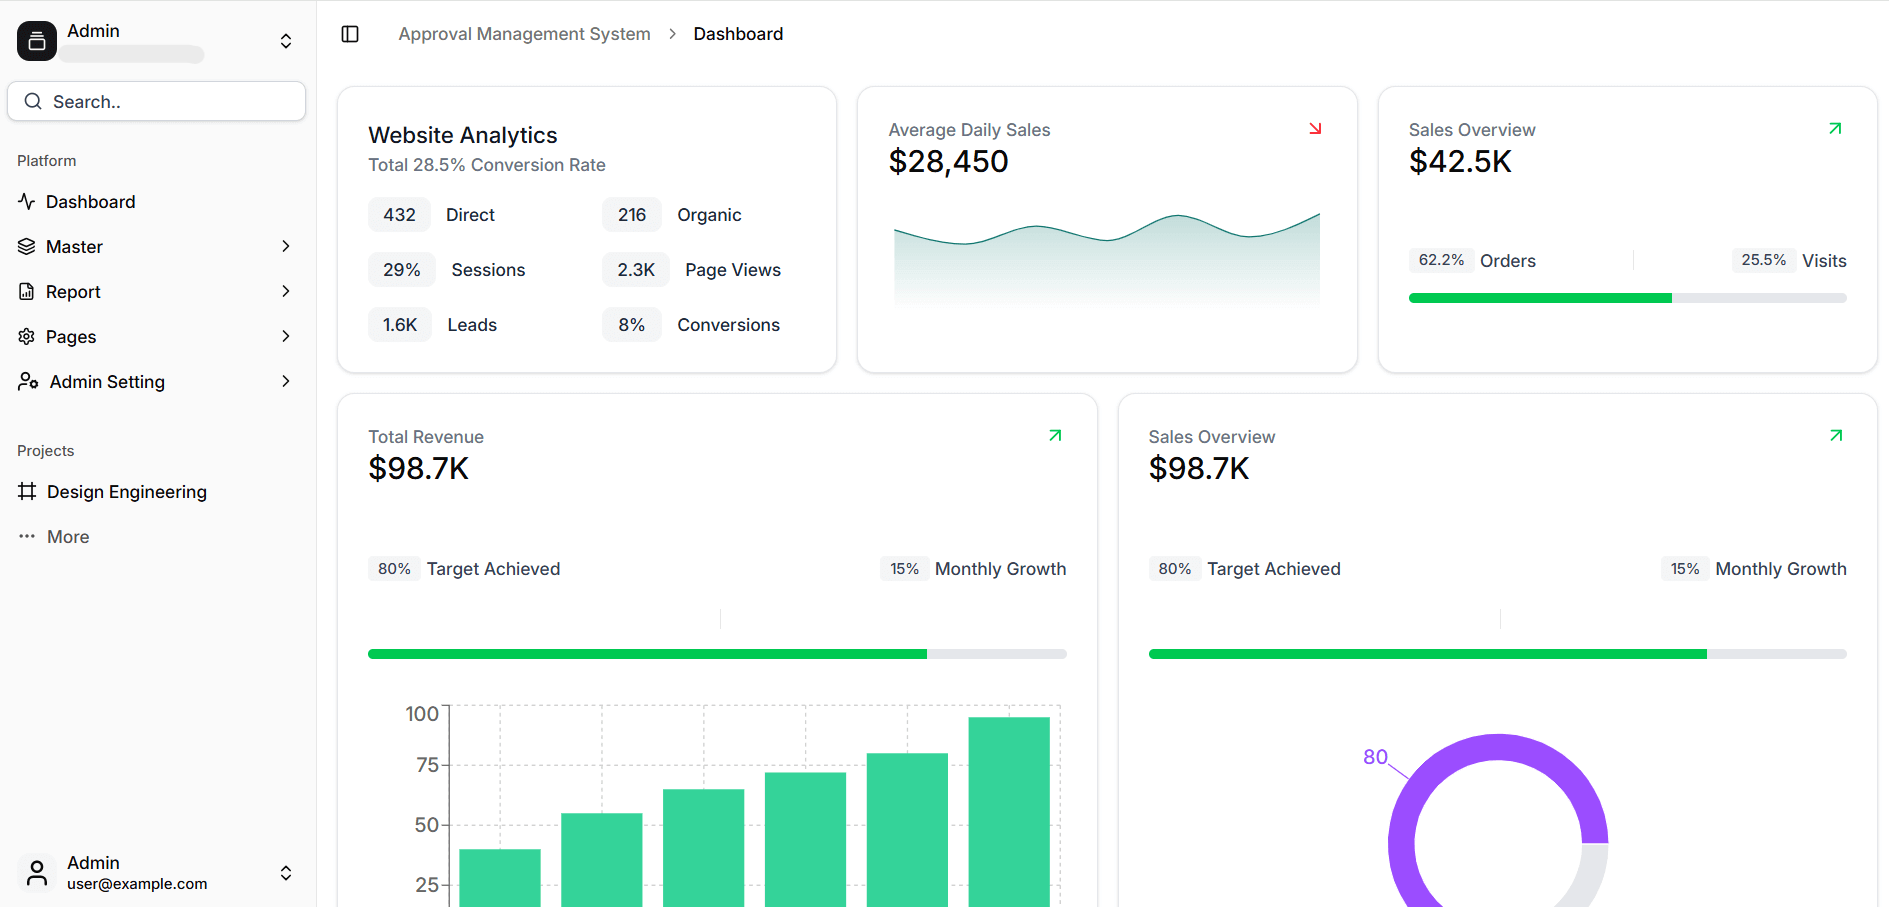 Admin
Search..
Platform
Dashboard
Master
Report
Pages
Admin Setting
Projects
Design Engineering
More
Admin
user@example.com
Approval Management System > Dashboard
Website Analytics
Total 28.5% Conversion Rate
432 Direct
216 Organic
29% Sessions
2.3K Page Views
1.6K Leads
8% Conversions
Average Daily Sales
$28,450
Sales Overview
$42.5K
62.2% Orders
25.5% Visits
Total Revenue
$98.7K
80% Target Achieved
15% Monthly Growth
100
75
50
25
Sales Overview
$98.7K
80% Target Achieved
15% Monthly Growth
80